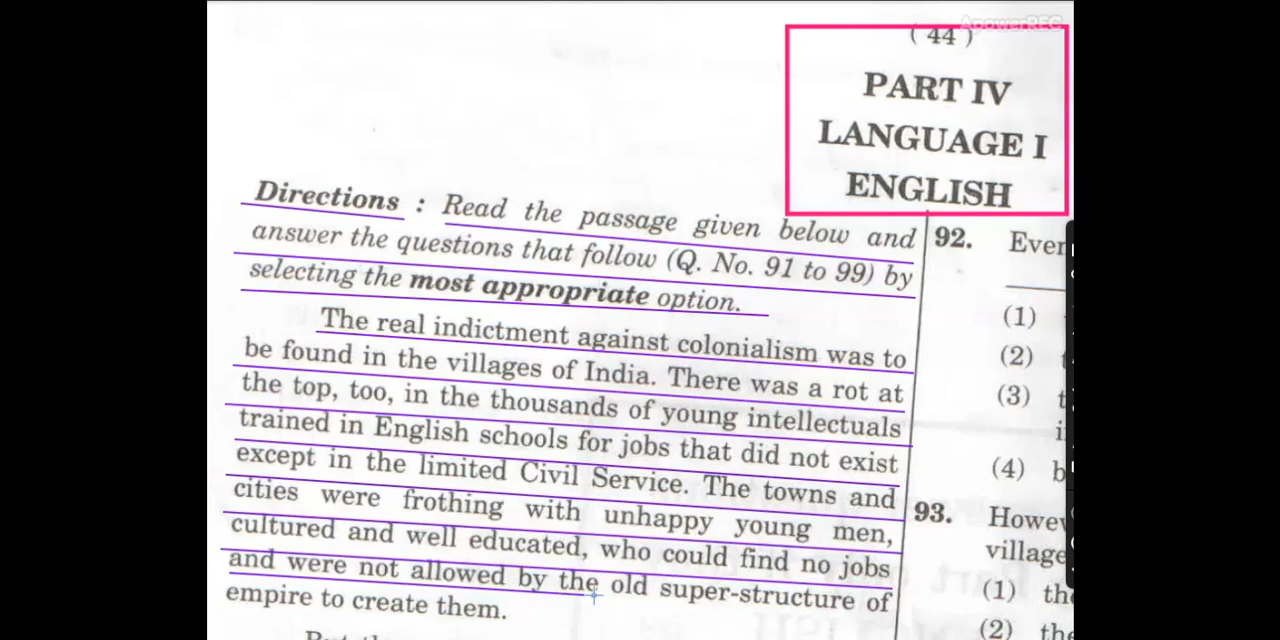 ApowerREC
( 44 )
PART IV
LANGUAGE I
ENGLISH
Directions : Read the passage given below and
answer the questions that follow (Q. No. 91 to 99) by
selecting the most appropriate option.
The real indictment against colonialism was to
be found in the villages of India. There was a rot at
the top, too, in the thousands of young intellectuals
trained in English schools for jobs that did not exist
except in the limited Civil Service. The towns and
cities were frothing with unhappy young men,
cultured and well educated, who could find no jobs
and were not allowed by the old super-structure of
empire to create them.
92.
(1)
(2)
(3)
(4)
93.
(1)
(2)